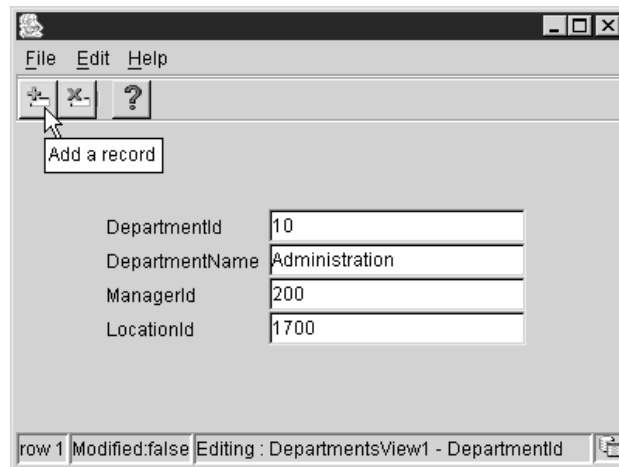 File Edit Help
?
Add a record
DepartmentId 10
DepartmentName Administration
ManagerId 200
LocationId 1700
row 1 Modified:false Editing : DepartmentsView1 - DepartmentId